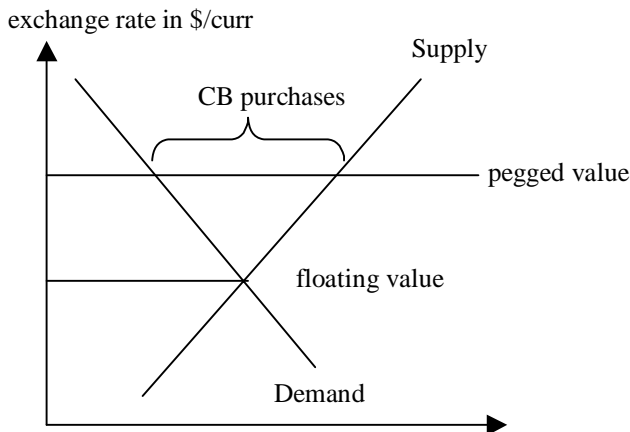 exchange rate in $/curr
Supply
CB purchases
pegged value
floating value
Demand